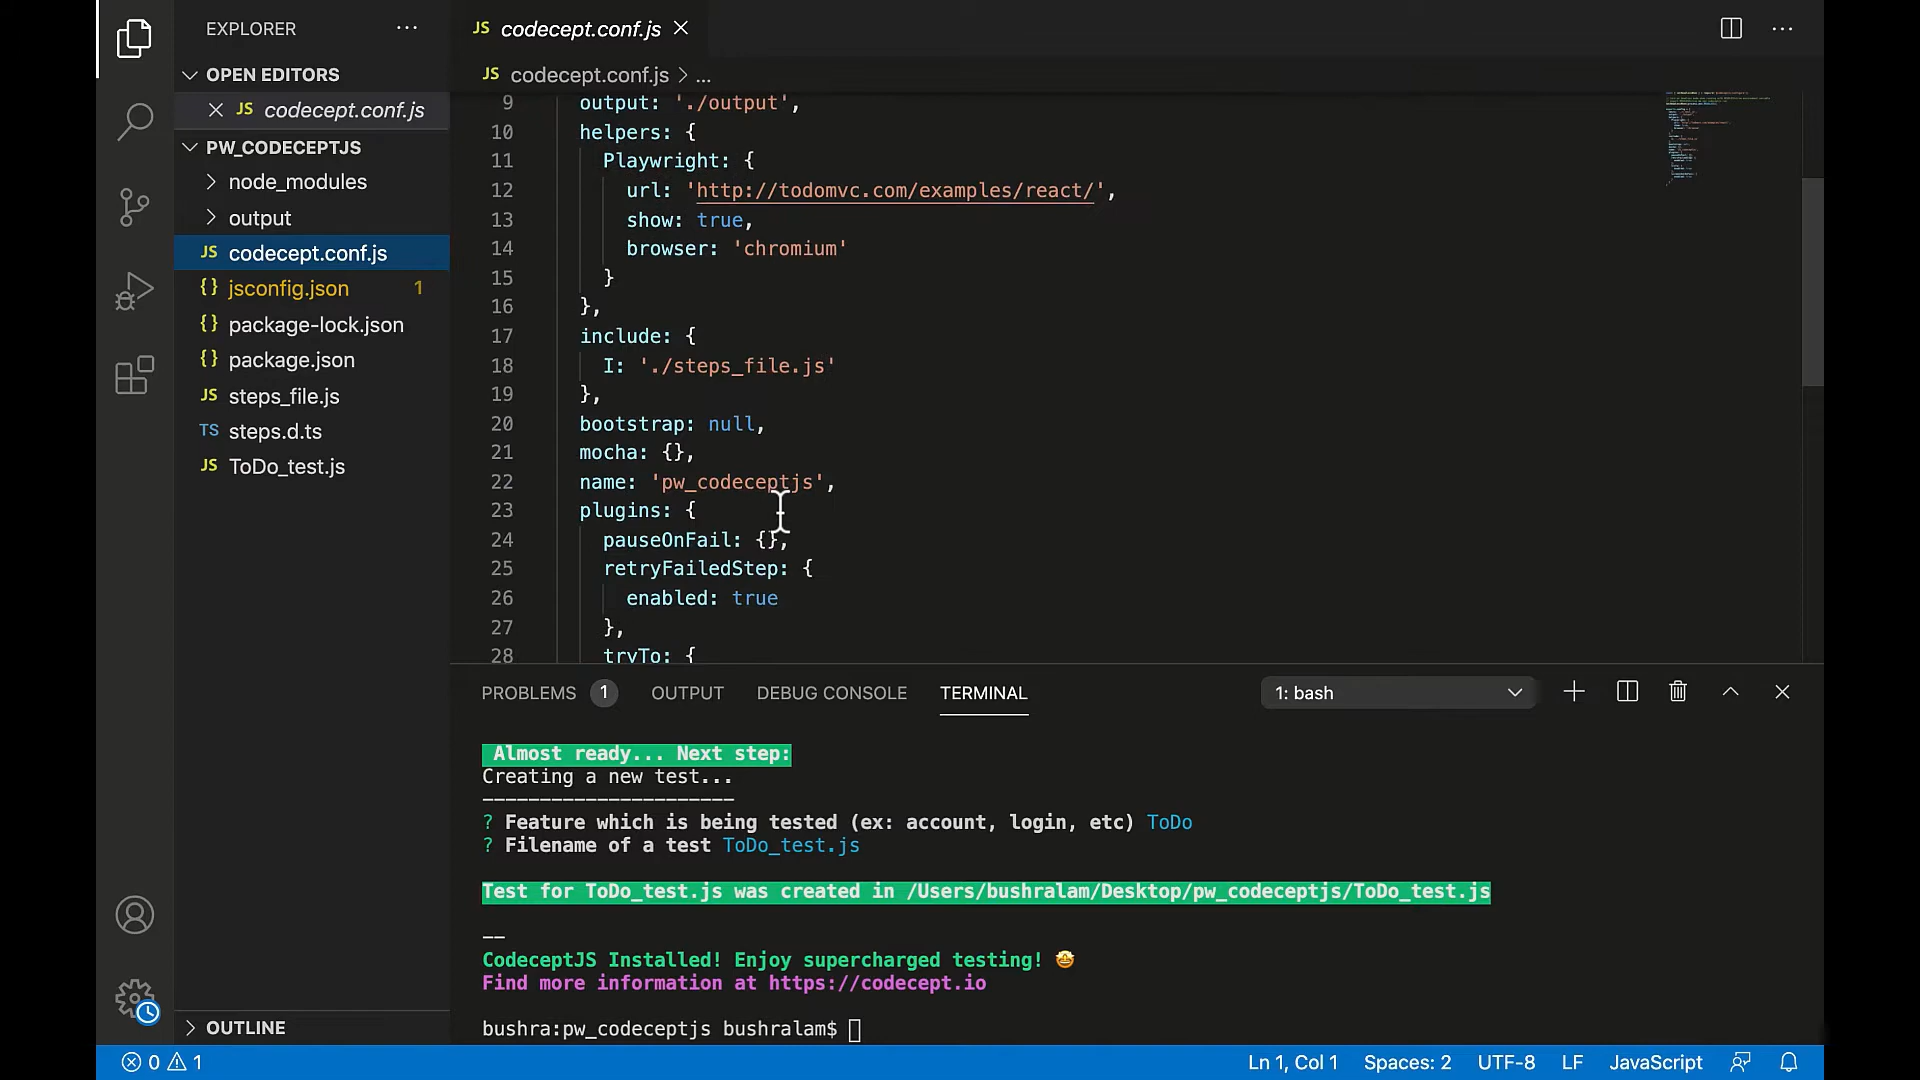 EXPLORER
OPEN EDITORS
JS codecept.conf.js
PW_CODECEPTJS
node_modules
output
JS codecept.conf.js
{} jsconfig.json 1
{} package-lock.json
{} package.json
JS steps_file.js
TS steps.d.ts
JS ToDo_test.js
OUTLINE
JS codecept.conf.js
JS codecept.conf.js > ...
9 output: './output',
10 helpers: {
11 Playwright: {
12 url: 'http://todomvc.com/examples/react/',
13 show: true,
14 browser: 'chromium'
15 }
16 },
17 include: {
18 I: './steps_file.js'
19 },
20 bootstrap: null,
21 mocha: {},
22 name: 'pw_codeceptjs',
23 plugins: {
24 pauseOnFail: {},
25 retryFailedStep: {
26 enabled: true
27 },
28 tryTo: {
PROBLEMS 1 OUTPUT DEBUG CONSOLE TERMINAL 1: bash
Almost ready... Next step:
Creating a new test...
----------------------
? Feature which is being tested (ex: account, login, etc) ToDo
? Filename of a test ToDo_test.js
Test for ToDo_test.js was created in /Users/bushralam/Desktop/pw_codeceptjs/ToDo_test.js
--
CodeceptJS Installed! Enjoy supercharged testing! 🤩
Find more information at https://codecept.io
bushra:pw_codeceptjs bushralam$
0 1 Ln 1, Col 1 Spaces: 2 UTF-8 LF JavaScript